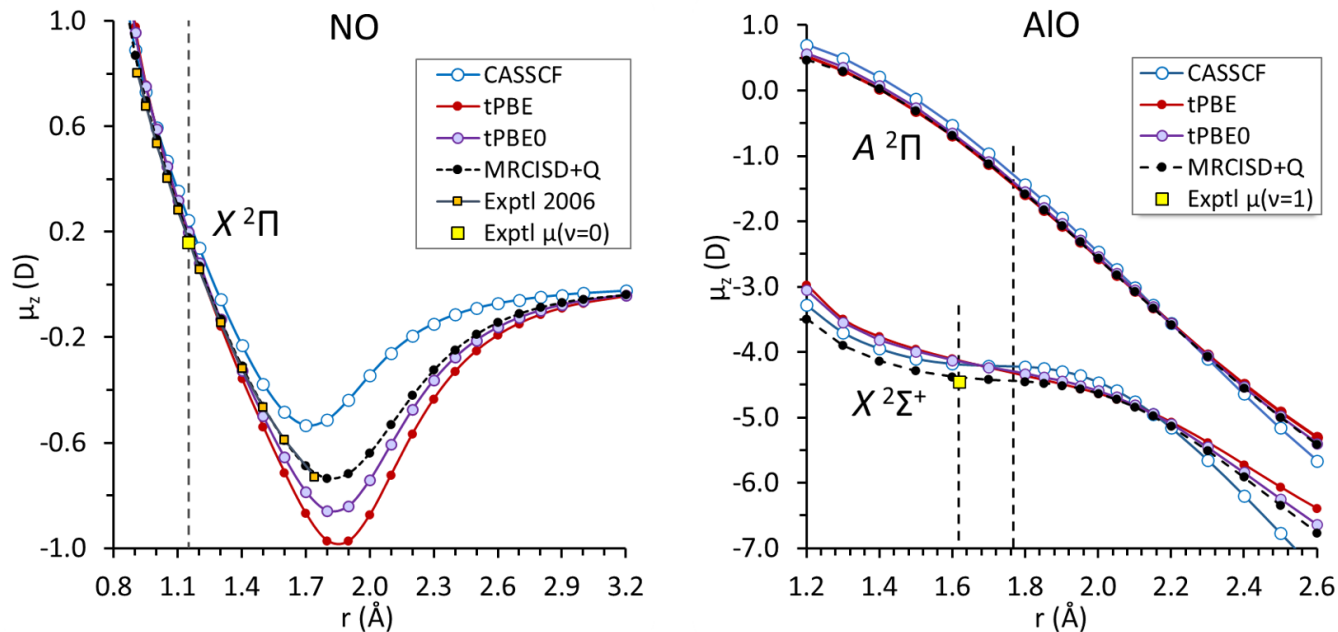 NO
1.0
0.6
0.2
-0.2
-0.6
-1.0
μz (D)
CASSCF
tPBE
tPBE0
MRCISD+Q
Exptl 2006
Exptl μ(ν=0)
X ²Π
0.8 1.1 1.4 1.7 2.0 2.3 2.6 2.9 3.2
r (Å)
AlO
1.0
0.0
-1.0
-2.0
-3.0
-4.0
-5.0
-6.0
-7.0
μz (D)
CASSCF
tPBE
tPBE0
MRCISD+Q
Exptl μ(ν=1)
A ²Π
X ²Σ⁺
1.2 1.4 1.6 1.8 2.0 2.2 2.4 2.6
r (Å)